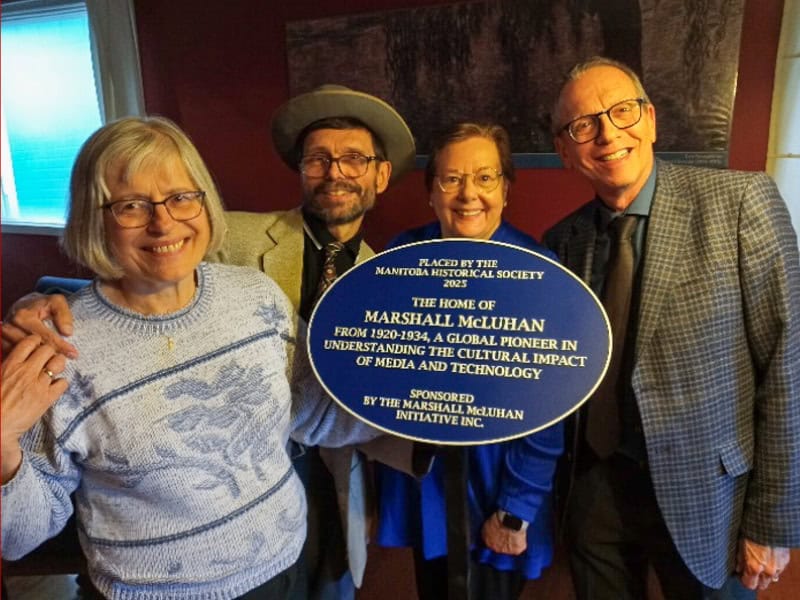 PLACED BY THE
MANITOBA HISTORICAL SOCIETY
2025
THE HOME OF
MARSHALL McLUHAN
FROM 1920-1934, A GLOBAL PIONEER IN
UNDERSTANDING THE CULTURAL IMPACT
OF MEDIA AND TECHNOLOGY
SPONSORED
BY THE MARSHALL McLUHAN
INITIATIVE INC.